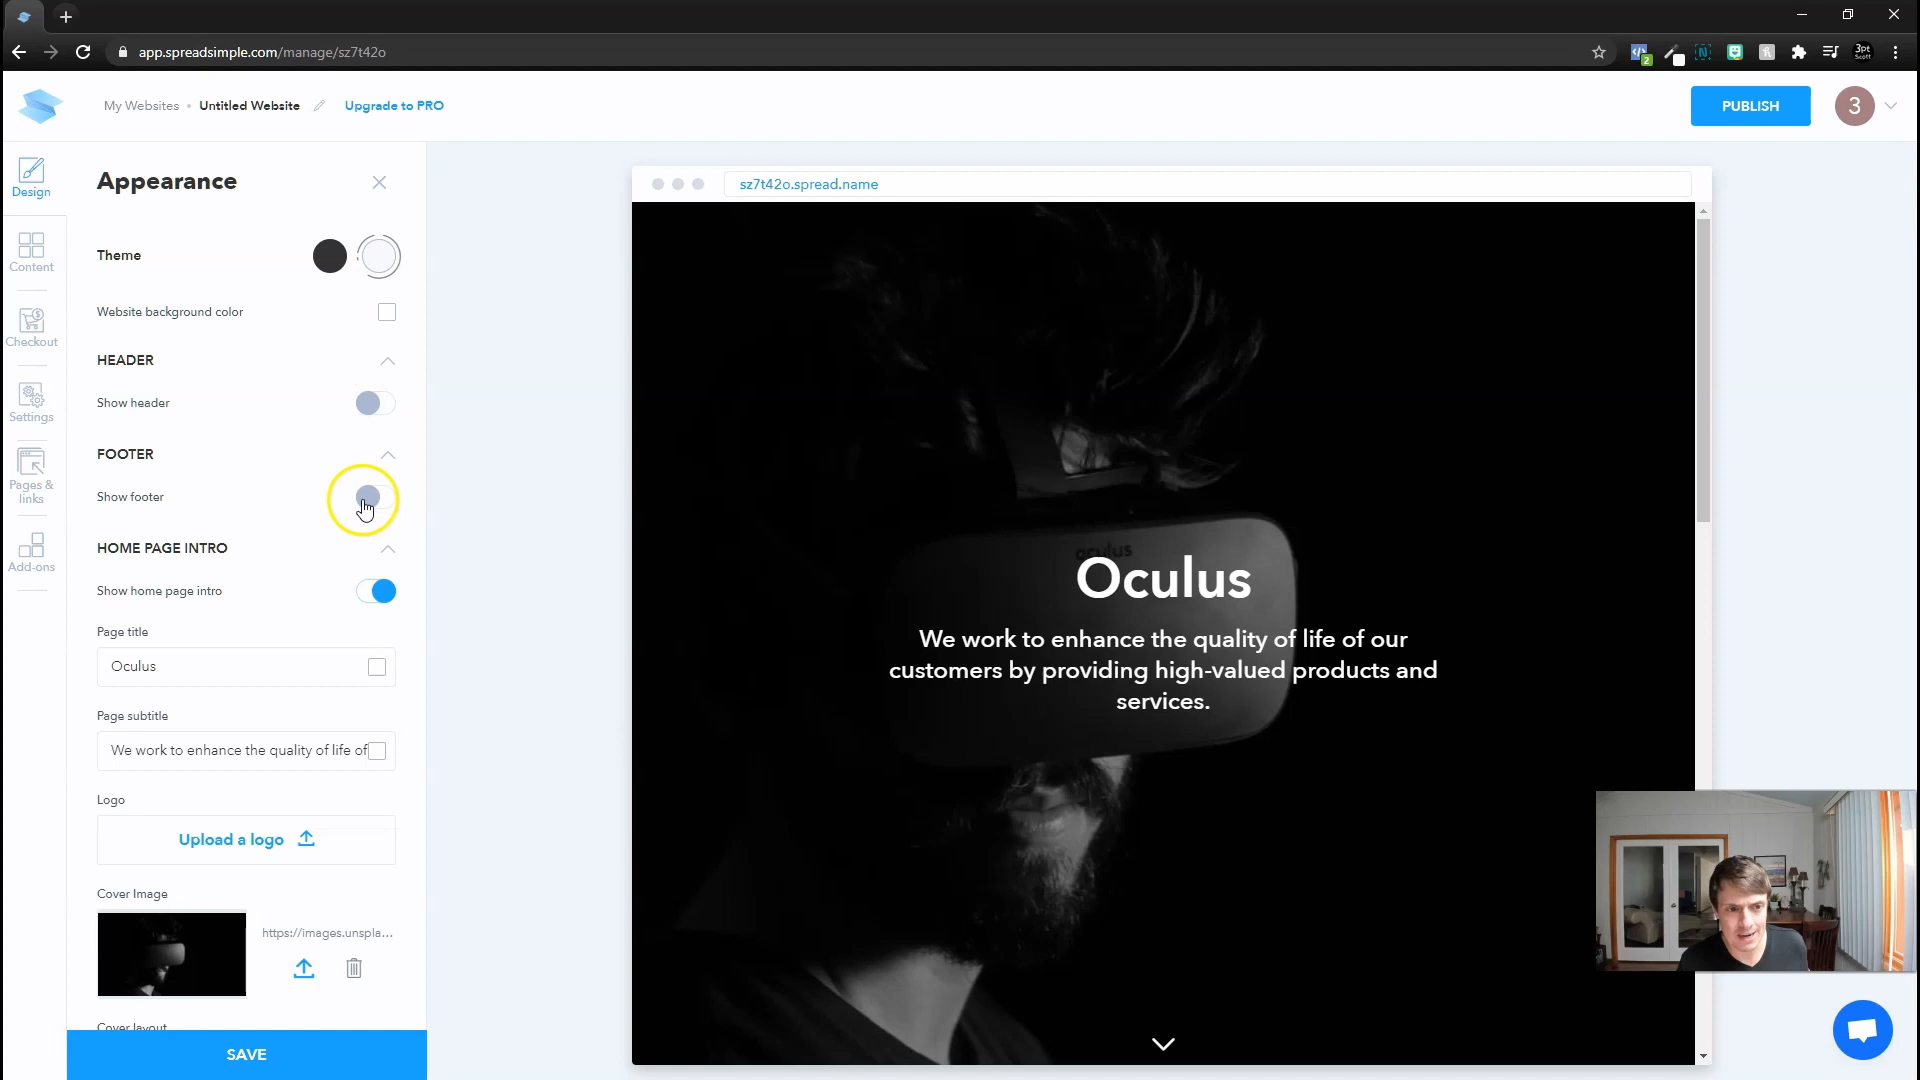 app.spreadsimple.com/manage/sz7t42o
2
3pt
Scott
My Websites • Untitled Website
Upgrade to PRO
PUBLISH
3
Design
Content
Checkout
Settings
Pages &
links
Add-ons
Appearance
Theme
Website background color
HEADER
Show header
FOOTER
Show footer
HOME PAGE INTRO
Show home page intro
Page title
Oculus
Page subtitle
We work to enhance the quality of life of
Logo
Upload a logo
Cover Image
https://images.unspla...
Cover layout
SAVE
sz7t42o.spread.name
oculus
Oculus
We work to enhance the quality of life of our
customers by providing high-valued products and
services.